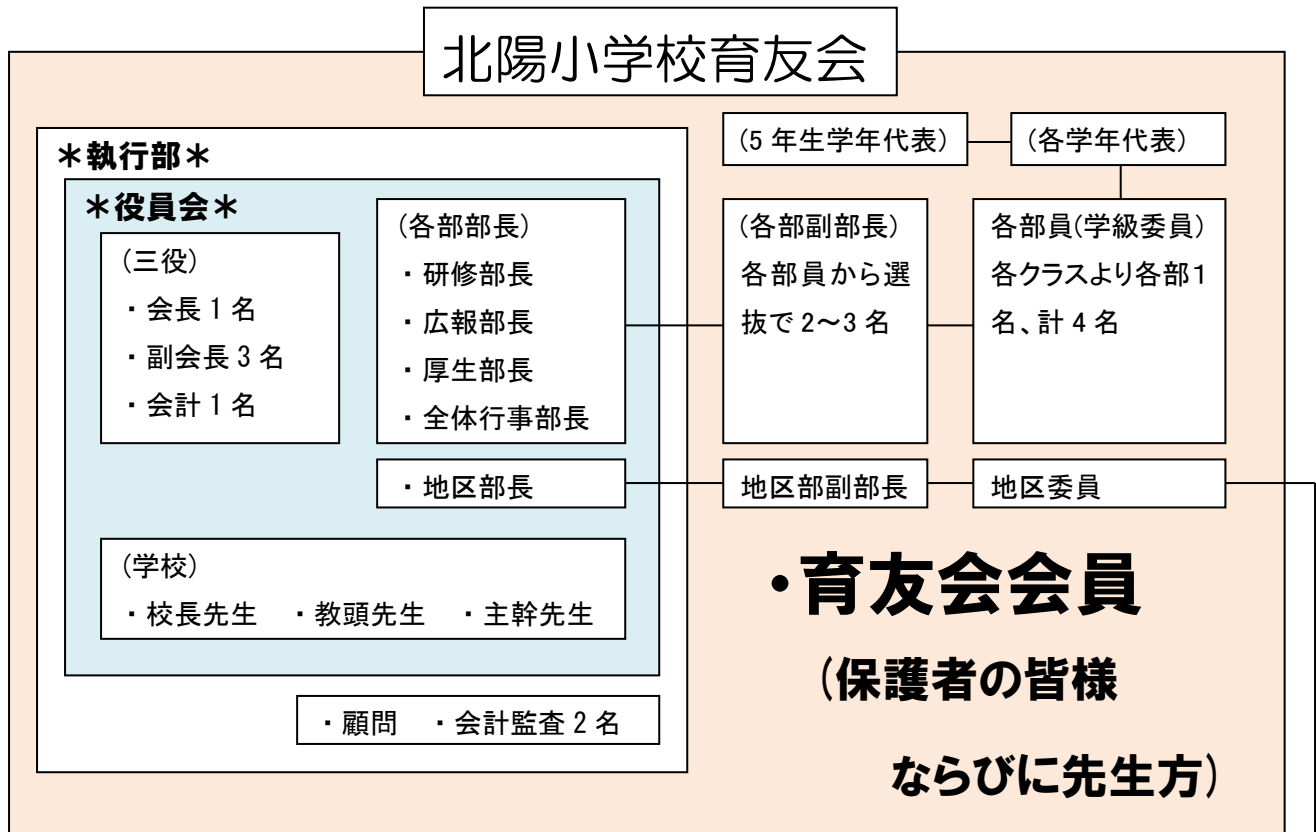 北陽小学校育友会
＊執行部＊
＊役員会＊
(三役)
・会長1名
・副会長3名
・会計1名
(各部部長)
・研修部長
・広報部長
・厚生部長
・全体行事部長
・地区部長
(学校)
・校長先生 ・教頭先生 ・主幹先生
・顧問 ・会計監査2名
(5年生学年代表)
(各学年代表)
(各部副部長)
各部員から選
抜で2～3名
各部員(学級委員)
各クラスより各部1
名、計4名
地区部副部長
地区委員
・育友会会員
(保護者の皆様
ならびに先生方)